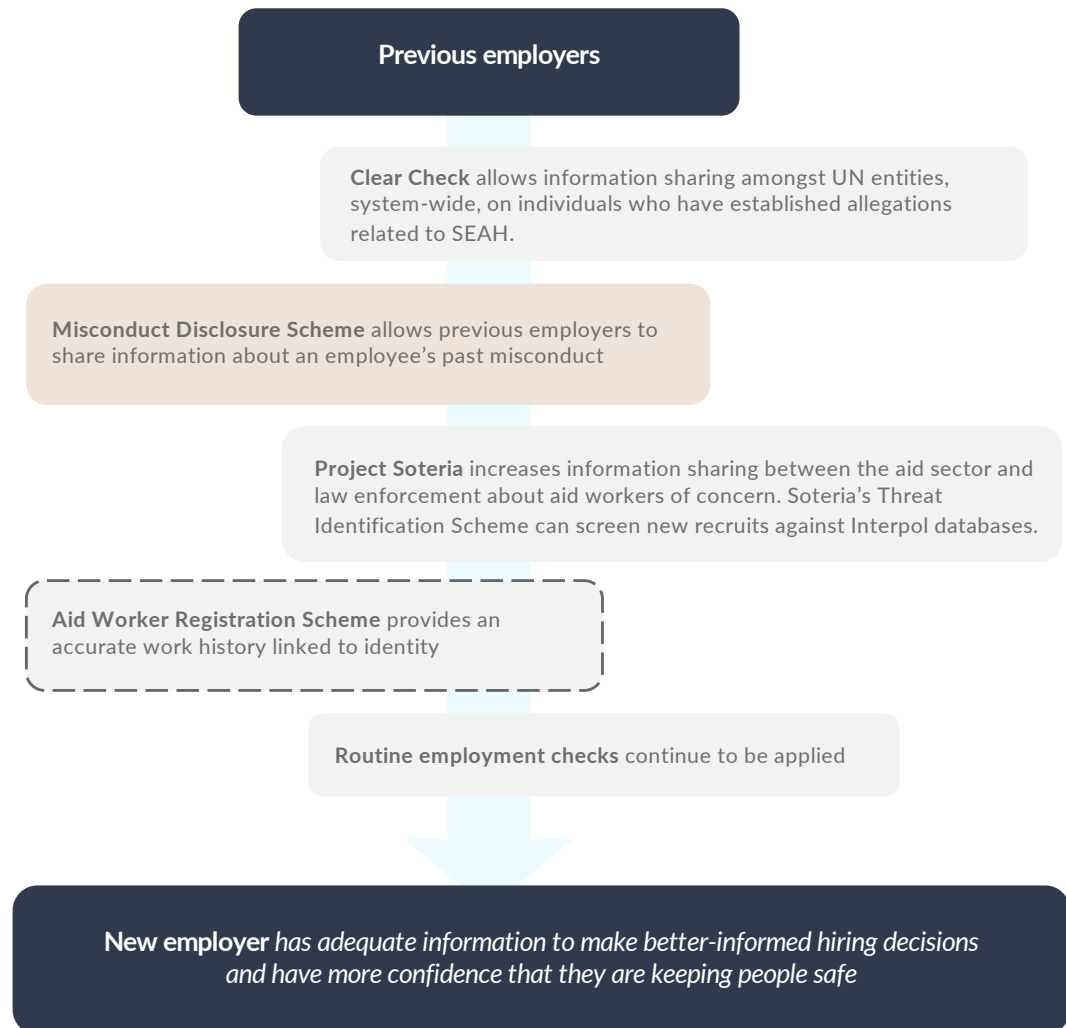 Previous employers
Clear Check allows information sharing amongst UN entities,
system-wide, on individuals who have established allegations
related to SEAH.
Misconduct Disclosure Scheme allows previous employers to
share information about an employee’s past misconduct
Project Soteria increases information sharing between the aid sector and
law enforcement about aid workers of concern. Soteria’s Threat
Identification Scheme can screen new recruits against Interpol databases.
Aid Worker Registration Scheme provides an
accurate work history linked to identity
Routine employment checks continue to be applied
New employer has adequate information to make better-informed hiring decisions
and have more confidence that they are keeping people safe